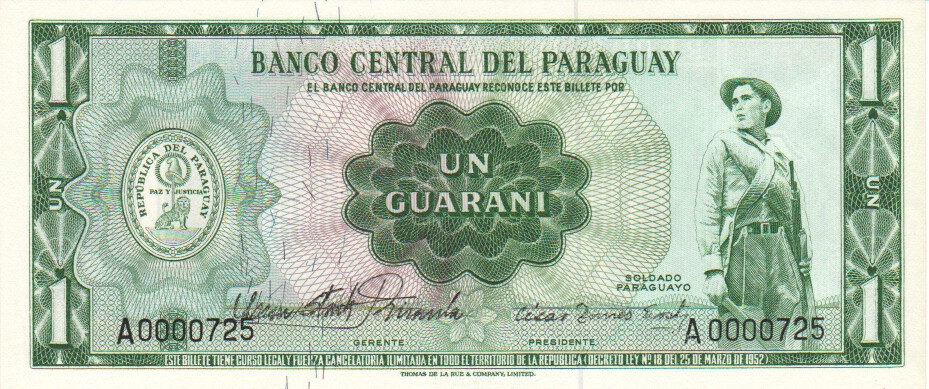 1 BANCO CENTRAL DEL PARAGUAY 1
EL BANCO CENTRAL DEL PARAGUAY RECONOCE ESTE BILLETE POR
REPÚBLICA DEL PARAGUAY
PAZ Y JUSTICIA
UN
GUARANI
UN
UN
SOLDADO
PARAGUAYO
A0000725
A0000725
GERENTE
PRESIDENTE
1
1
ESTE BILLETE TIENE CURSO LEGAL Y FUERZA CANCELATORIA ILIMITADA EN TODO EL TERRITORIO DE LA REPUBLICA (DECRETO LEY Nº 18 DEL 25 DE MARZO DE 1952)
THOMAS DE LA RUE & COMPANY, LIMITED.